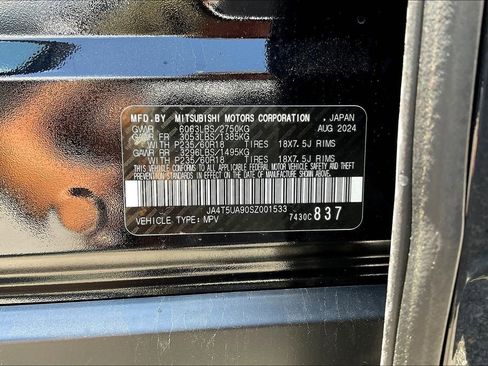 MFD.BY MITSUBISHI MOTORS CORPORATION , JAPAN
GVWR 6063LBS/2750KG AUG 2024
GAWR FR 3053LBS/1385KG
WITH P235/60R18 TIRES 18X7.5J RIMS
GAWR RR 3296LBS/1495KG
WITH P235/60R18 TIRES 18X7.5J RIMS
THIS VEHICLE CONFORMS TO ALL APPLICABLE FEDERAL MOTOR
VEHICLE SAFETY, BUMPER AND THEFT PREVENTION STANDARDS
IN EFFECT ON THE DATE OF MANUFACTURE SHOWN ABOVE.
JA4T5UA90SZ001533
VEHICLE TYPE: MPV 7430C 837